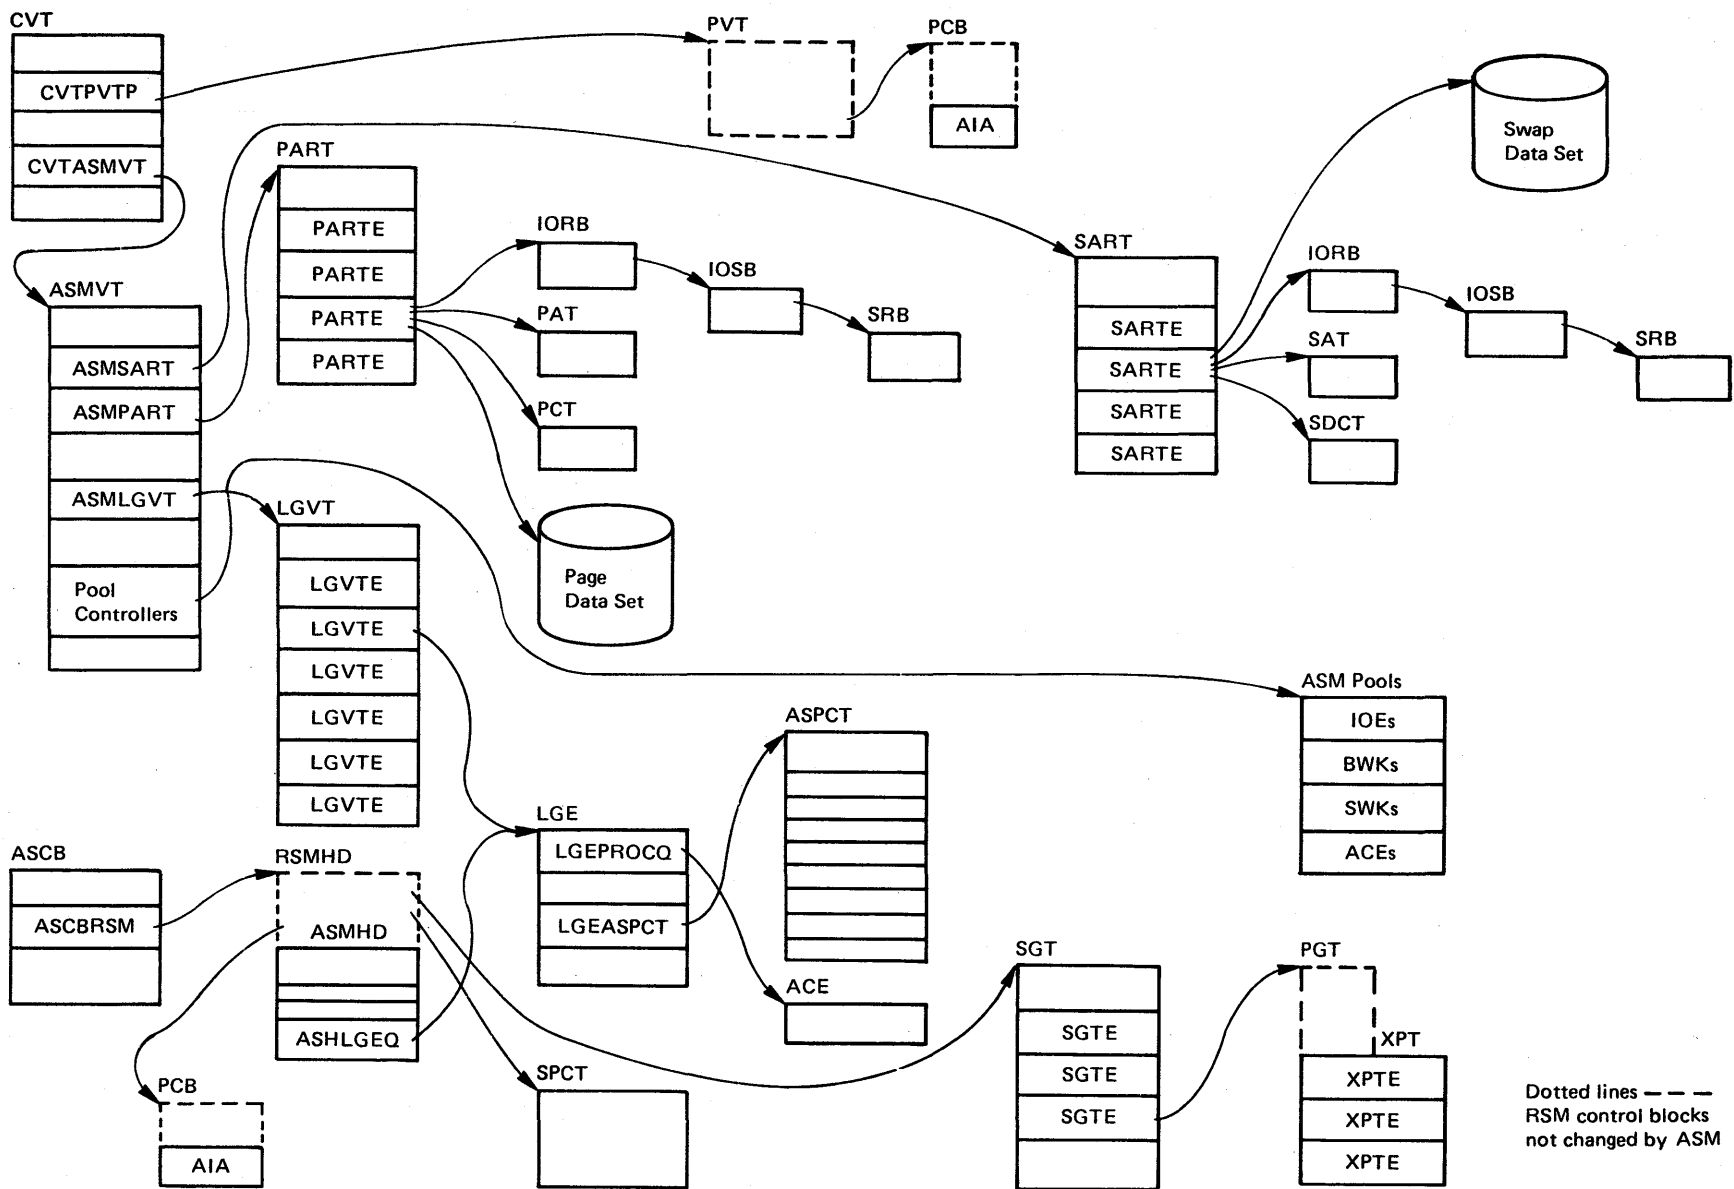 CVT
CVTPVTP
CVTASMVT
PVT
PCB
AIA
Swap
Data Set
PART
PARTE
PARTE
PARTE
PARTE
IORB
IOSB
SRB
PAT
PCT
Page
Data Set
SART
SARTE
SARTE
SARTE
SARTE
IORB
IOSB
SRB
SAT
SDCT
ASMVT
ASMSART
ASMPART
ASMLGVT
Pool
Controllers
LGVT
LGVTE
LGVTE
LGVTE
LGVTE
LGVTE
LGVTE
ASM Pools
IOEs
BWKs
SWKs
ACEs
ASPCT
LGE
LGEPROCQ
LGEASPCT
ACE
ASCB
ASCBRSM
RSMHD
ASMHD
ASHLGEQ
PCB
AIA
SPCT
SGT
SGTE
SGTE
SGTE
PGT
XPT
XPTE
XPTE
XPTE
Dotted lines
RSM control blocks
not changed by ASM